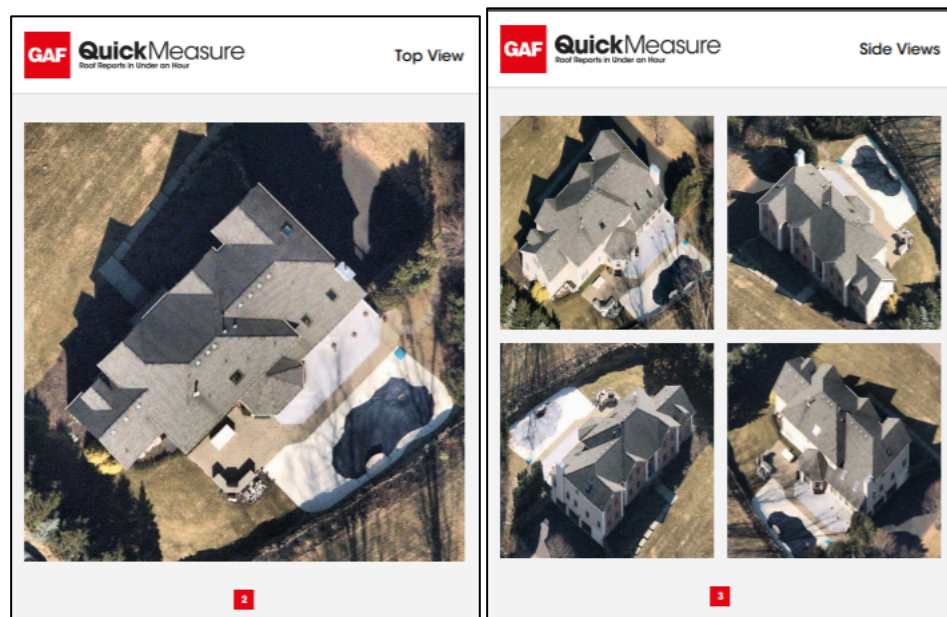 GAF QuickMeasure
Roof Reports in Under an Hour
Top View
2
GAF QuickMeasure
Roof Reports in Under an Hour
Side Views
3